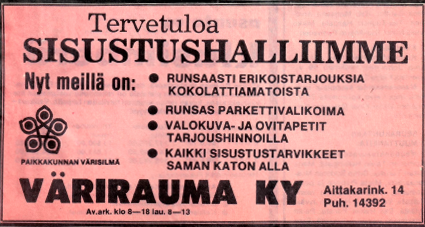 Tervetuloa
SISUSTUSHALLIIMME
Nyt meillä on:
● RUNSAASTI ERIKOISTARJOUKSIA
KOKOLATTIAMATOISTA
● RUNSAS PARKETTIVALIKOIMA
● VALOKUVA- JA OVITAPETIT
TARJOUSHINNOILLA
● KAIKKI SISUSTUSTARVIKKEET
SAMAN KATON ALLA
PAIKKAKUNNAN VÄRISILMÄ
VÄRIRAUMA KY
Aittakarink. 14
Puh. 14392
Av.ark. klo 8—18 lau. 8—13